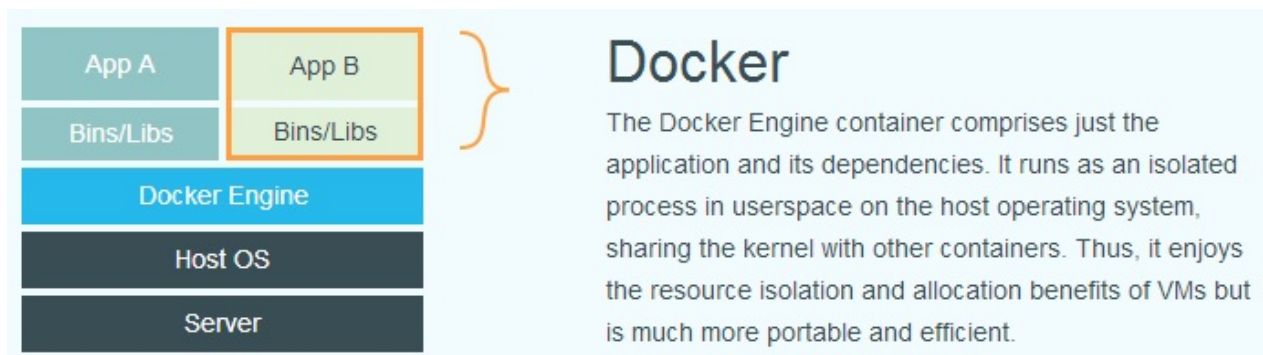 App A
App B
Bins/Libs
Bins/Libs
Docker Engine
Host OS
Server
Docker
The Docker Engine container comprises just the
application and its dependencies. It runs as an isolated
process in userspace on the host operating system,
sharing the kernel with other containers. Thus, it enjoys
the resource isolation and allocation benefits of VMs but
is much more portable and efficient.